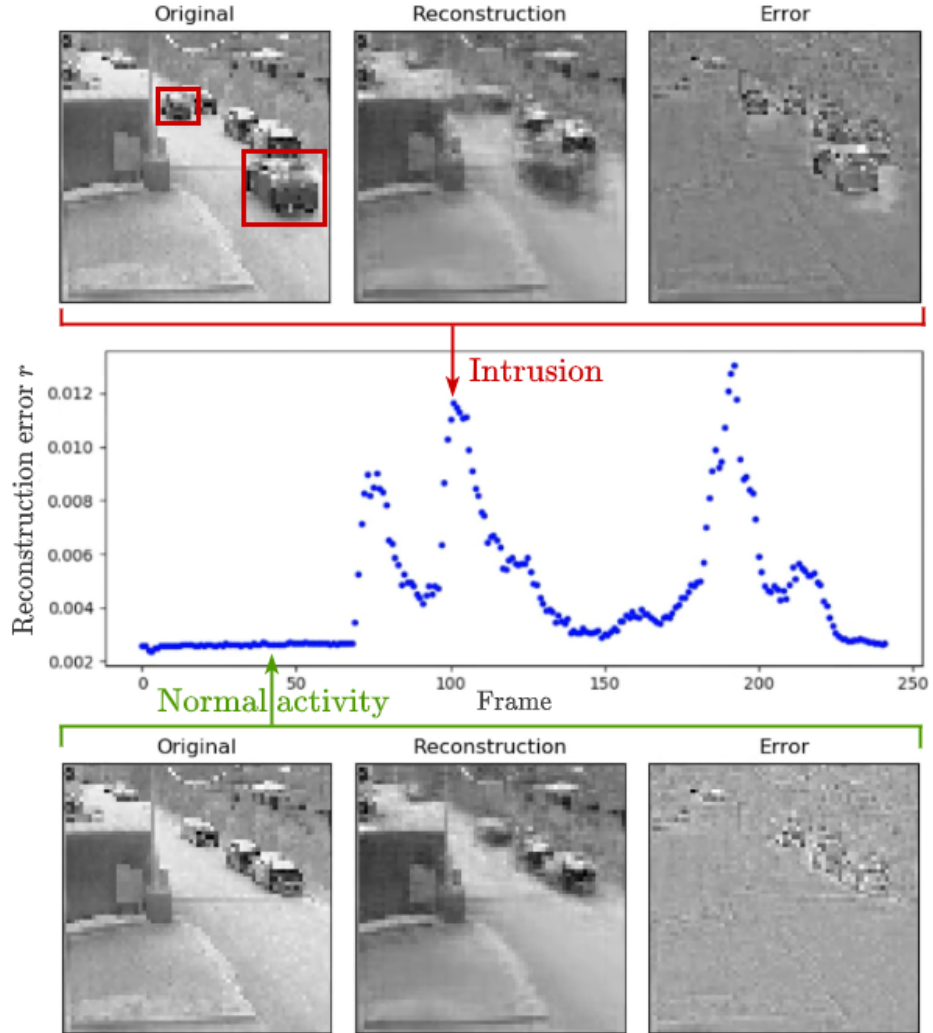 Original Reconstruction Error
Intrusion
Reconstruction error r
0.012
0.010
0.008
0.006
0.004
0.002
0 50 100 150 200 250
Normal activity
Frame
Original Reconstruction Error